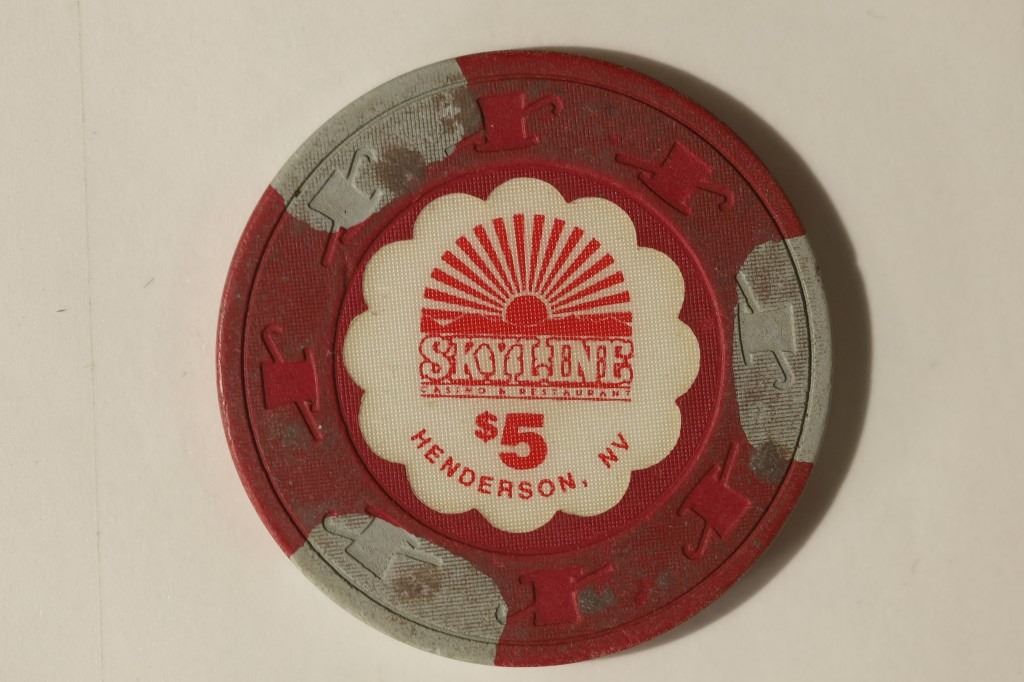 SKYLINE
CASINO & RESTAURANT
$5
HENDERSON, NV